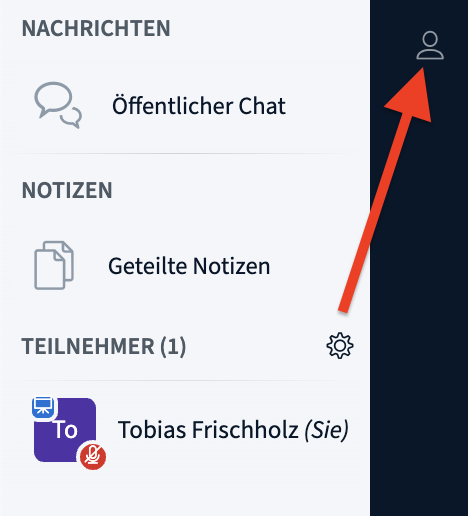 NACHRICHTEN
Öffentlicher Chat
NOTIZEN
Geteilte Notizen
TEILNEHMER (1)
To
Tobias Frischholz (Sie)